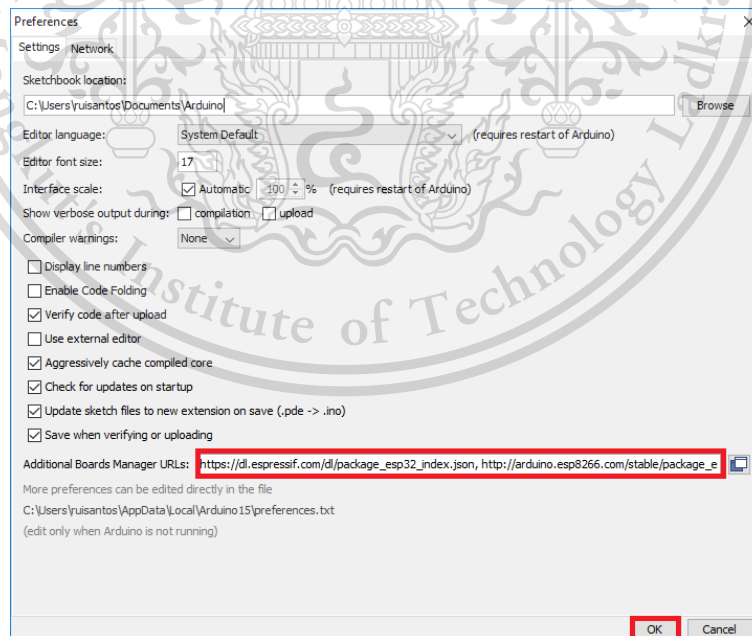 Preferences
Settings Network
Sketchbook location:
C:\Users\ruisantos\Documents\Arduino Browse
Editor language: System Default (requires restart of Arduino)
Editor font size: 17
Interface scale: Automatic 100 % (requires restart of Arduino)
Show verbose output during: compilation upload
Compiler warnings: None
Display line numbers
Enable Code Folding
Verify code after upload
Use external editor
Aggressively cache compiled core
Check for updates on startup
Update sketch files to new extension on save (.pde -> .ino)
Save when verifying or uploading
Additional Boards Manager URLs: https://dl.espressif.com/dl/package_esp32_index.json, http://arduino.esp8266.com/stable/package_e
More preferences can be edited directly in the file
C:\Users\ruisantos\AppData\Local\Arduino15\preferences.txt
(edit only when Arduino is not running)
OK Cancel
Institute of Technology Ladkra